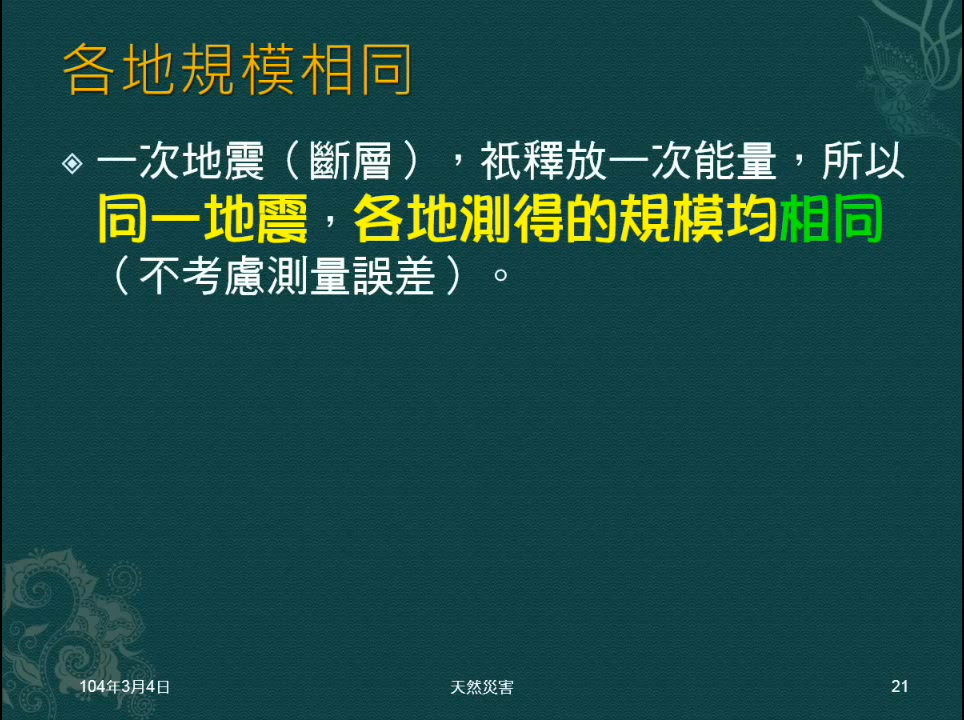 各地規模相同
一次地震（斷層），祇釋放一次能量，所以
同一地震，各地測得的規模均相同
（不考慮測量誤差）。
104年3月4日
天然災害
21